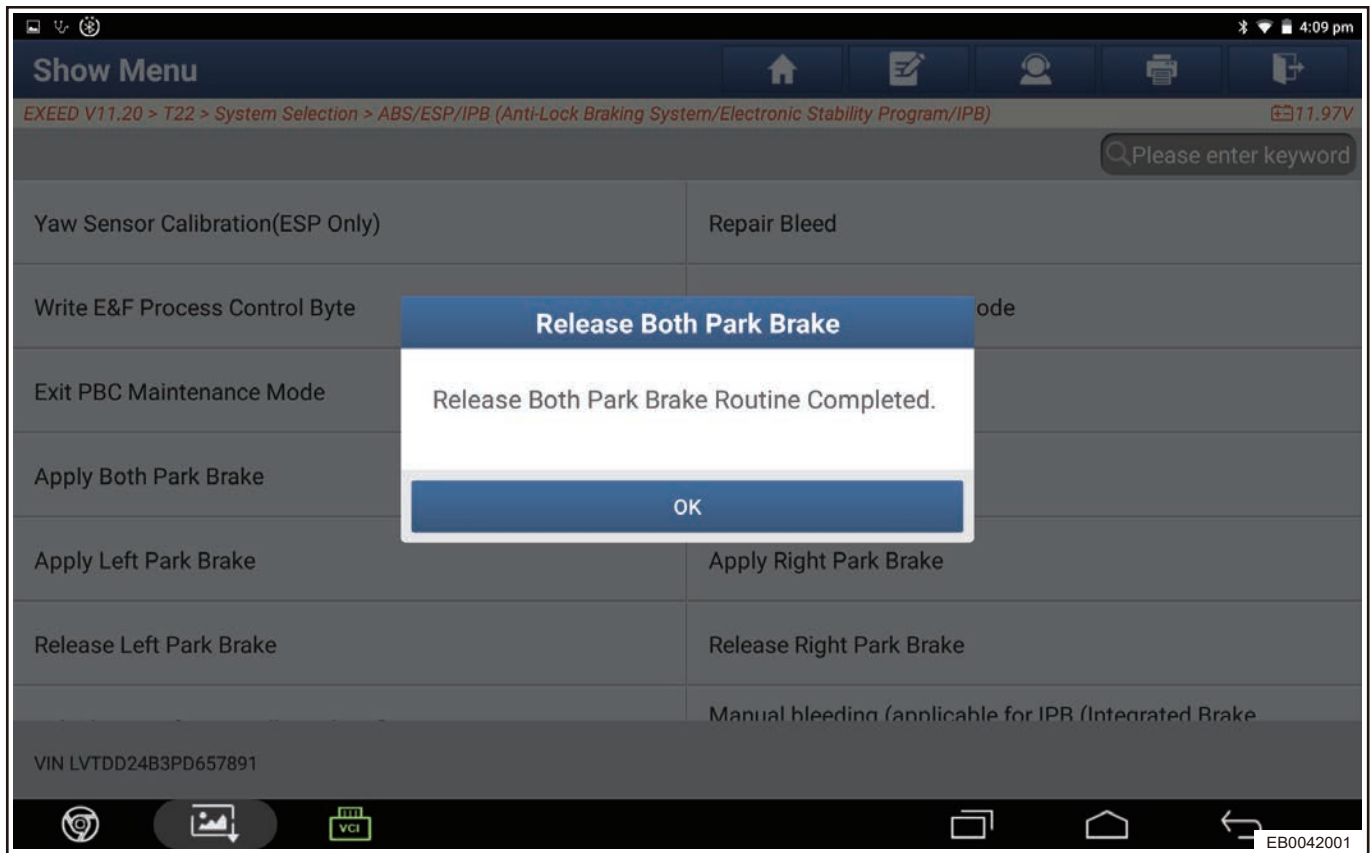 4:09 pm
Show Menu
EXEED V11.20 > T22 > System Selection > ABS/ESP/IPB (Anti-Lock Braking System/Electronic Stability Program/IPB)
11.97V
Please enter keyword
Yaw Sensor Calibration(ESP Only)
Repair Bleed
Write E&F Process Control Byte
ode
Release Both Park Brake
Exit PBC Maintenance Mode
Release Both Park Brake Routine Completed.
Apply Both Park Brake
OK
Apply Left Park Brake
Apply Right Park Brake
Release Left Park Brake
Release Right Park Brake
Manual bleeding (applicable for IPB (Integrated Brake
VIN LVTDD24B3PD657891
VCI
EB0042001